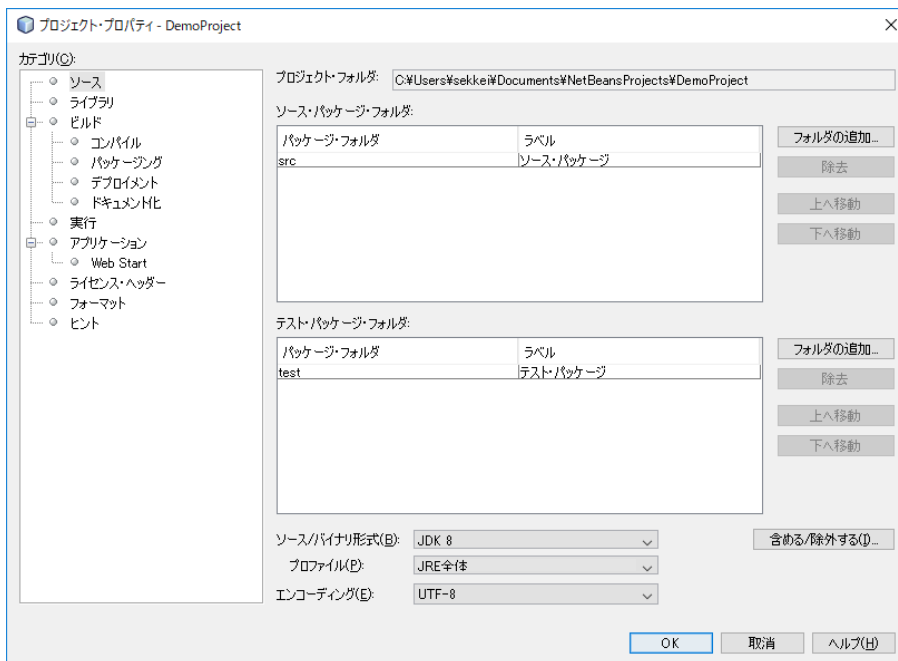 プロジェクト・プロパティ - DemoProject
カテゴリ(C):
ソース
ライブラリ
ビルド
コンパイル
パッケージング
デプロイメント
ドキュメント化
実行
アプリケーション
Web Start
ライセンス・ヘッダー
フォーマット
ヒント
プロジェクト・フォルダ: C:¥Users¥sekkei¥Documents¥NetBeansProjects¥DemoProject
ソース・パッケージ・フォルダ:
パッケージ・フォルダ ラベル
src ソース・パッケージ
フォルダの追加...
除去
上へ移動
下へ移動
テスト・パッケージ・フォルダ:
パッケージ・フォルダ ラベル
test テスト・パッケージ
フォルダの追加...
除去
上へ移動
下へ移動
ソース/バイナリ形式(B): JDK 8 含める/除外する(I)...
プロファイル(P): JRE全体
エンコーディング(E): UTF-8
OK 取消 ヘルプ(H)